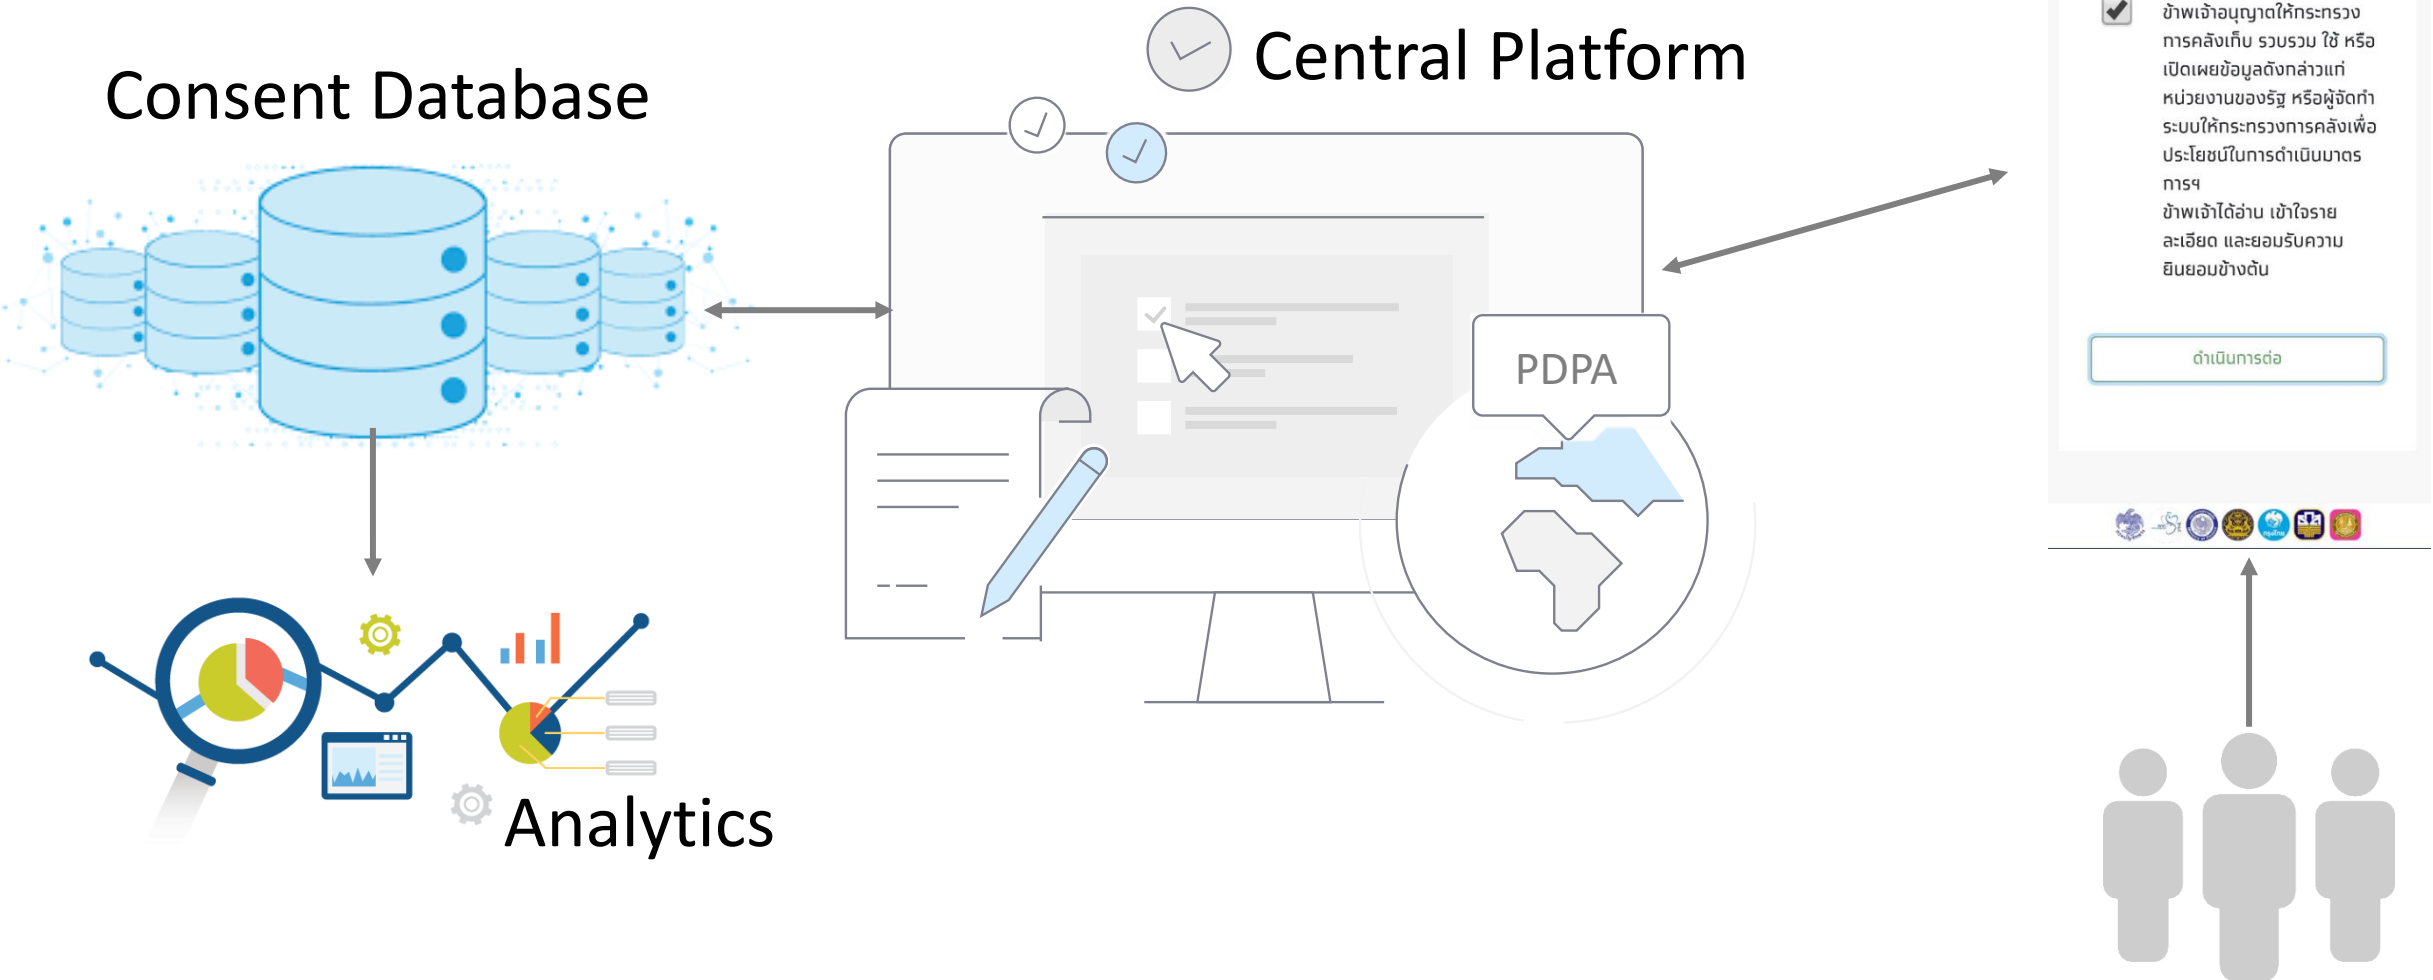 Central Platform
Consent Database
ข้าพเจ้าอนุญาตให้กระทรวง
การคลังเก็บ รวบรวม ใช้ หรือ
เปิดเผยข้อมูลดังกล่าวแก่
หน่วยงานของรัฐ หรือผู้จัดทำ
ระบบให้กระทรวงการคลังเพื่อ
ประโยชน์ในการดำเนินมาตร
การฯ
ข้าพเจ้าได้อ่าน เข้าใจราย
ละเอียด และยอมรับความ
ยินยอมข้างต้น
PDPA
ดำเนินการต่อ
กรุงไทย
Analytics